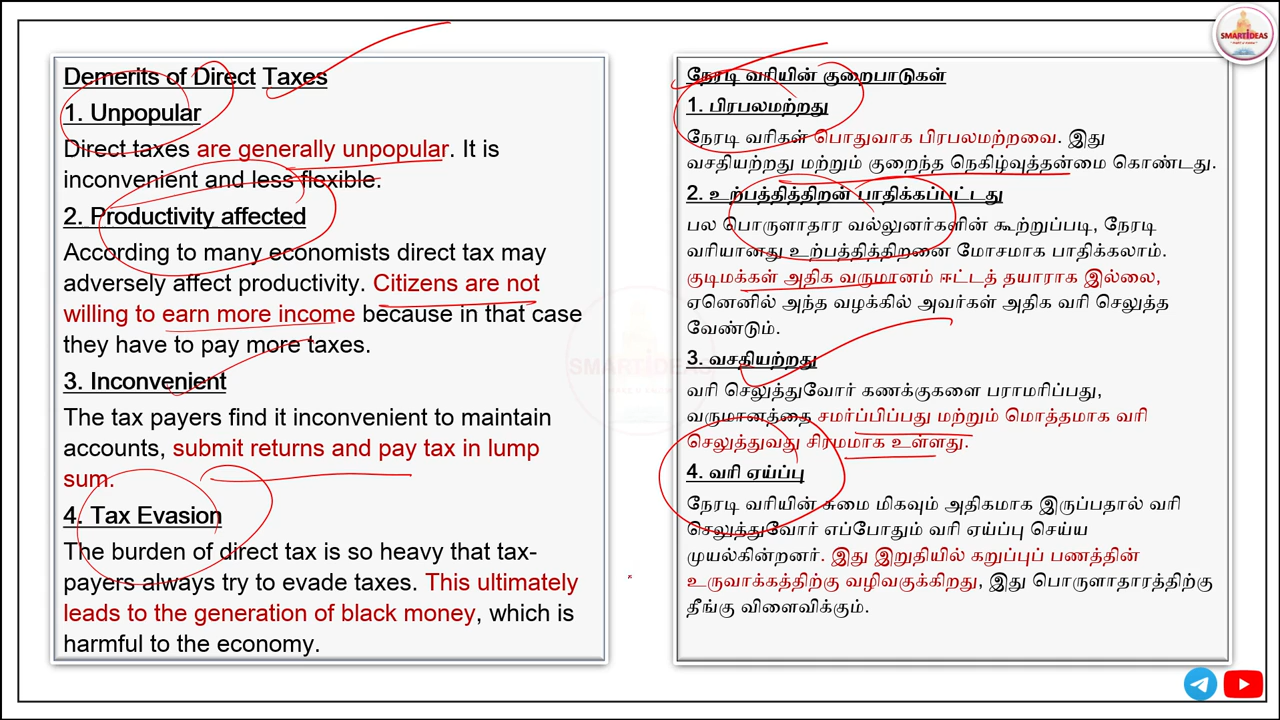 SMARTIDEAS
Demerits of Direct Taxes
1. Unpopular
Direct taxes are generally unpopular. It is
inconvenient and less flexible.
2. Productivity affected
According to many economists direct tax may
adversely affect productivity. Citizens are not
willing to earn more income because in that case
they have to pay more taxes.
3. Inconvenient
The tax payers find it inconvenient to maintain
accounts, submit returns and pay tax in lump
sum.
4. Tax Evasion
The burden of direct tax is so heavy that tax-
payers always try to evade taxes. This ultimately
leads to the generation of black money, which is
harmful to the economy.
நேரடி வரியின் குறைபாடுகள்
1. பிரபலமற்றது
நேரடி வரிகள் பொதுவாக பிரபலமற்றவை. இது
வசதியற்றது மற்றும் குறைந்த நெகிழ்வுத்தன்மை கொண்டது.
2. உற்பத்தித்திறன் பாதிக்கப்பட்டது
பல பொருளாதார வல்லுனர்களின் கூற்றுப்படி, நேரடி
வரியானது உற்பத்தித்திறனை மோசமாக பாதிக்கலாம்.
குடிமக்கள் அதிக வருமானம் ஈட்டத் தயாராக இல்லை,
ஏனெனில் அந்த வழக்கில் அவர்கள் அதிக வரி செலுத்த
வேண்டும்.
3. வசதியற்றது
வரி செலுத்துவோர் கணக்குகளை பராமரிப்பது,
வருமானத்தை சமர்ப்பிப்பது மற்றும் மொத்தமாக வரி
செலுத்துவது சிரமமாக உள்ளது.
4. வரி ஏய்ப்பு
நேரடி வரியின் சுமை மிகவும் அதிகமாக இருப்பதால் வரி
செலுத்துவோர் எப்போதும் வரி ஏய்ப்பு செய்ய
முயல்கின்றனர். இது இறுதியில் கறுப்புப் பணத்தின்
உருவாக்கத்திற்கு வழிவகுக்கிறது, இது பொருளாதாரத்திற்கு
தீங்கு விளைவிக்கும்.
SMARTIDEAS